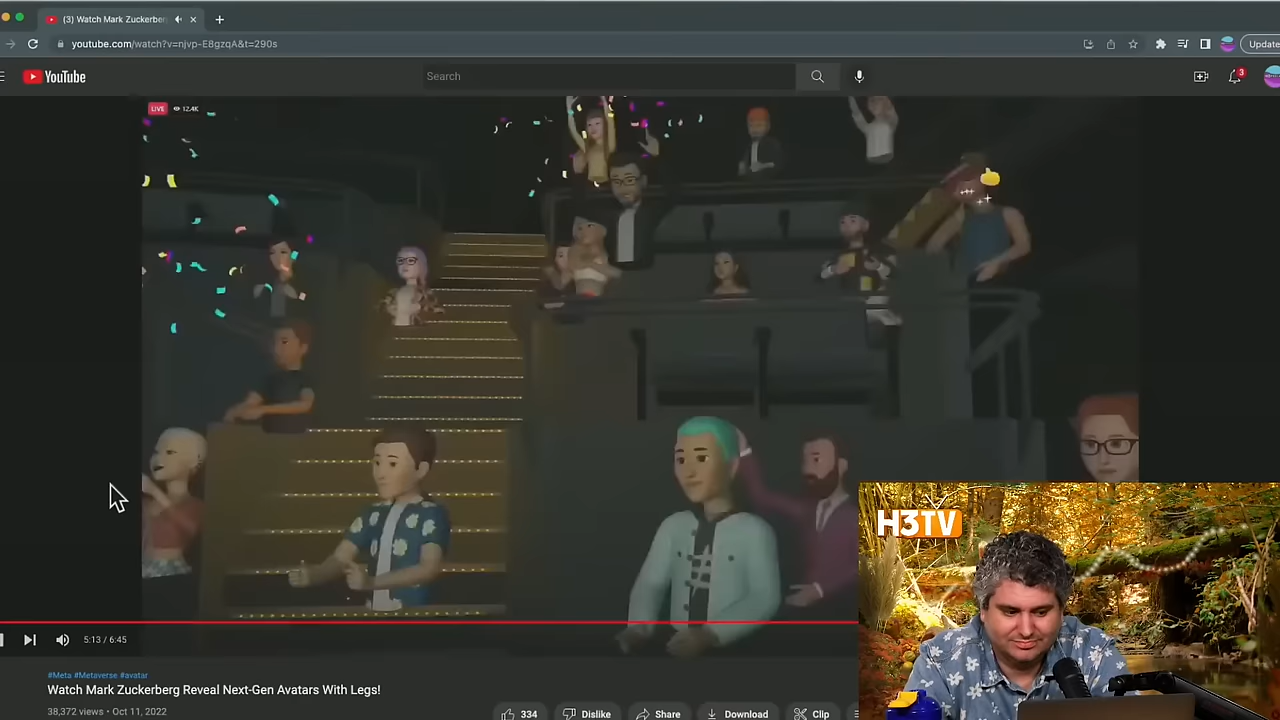 (3) Watch Mark Zuckerber
youtube.com/watch?v=njvp-E8gzqA&t=290s
Update
YouTube
Search
3
LIVE
12.4K
H3TV
5:13 / 6:45
#Meta #Metaverse #avatar
Watch Mark Zuckerberg Reveal Next-Gen Avatars With Legs!
38,372 views • Oct 11, 2022
334
Dislike
Share
Download
Clip